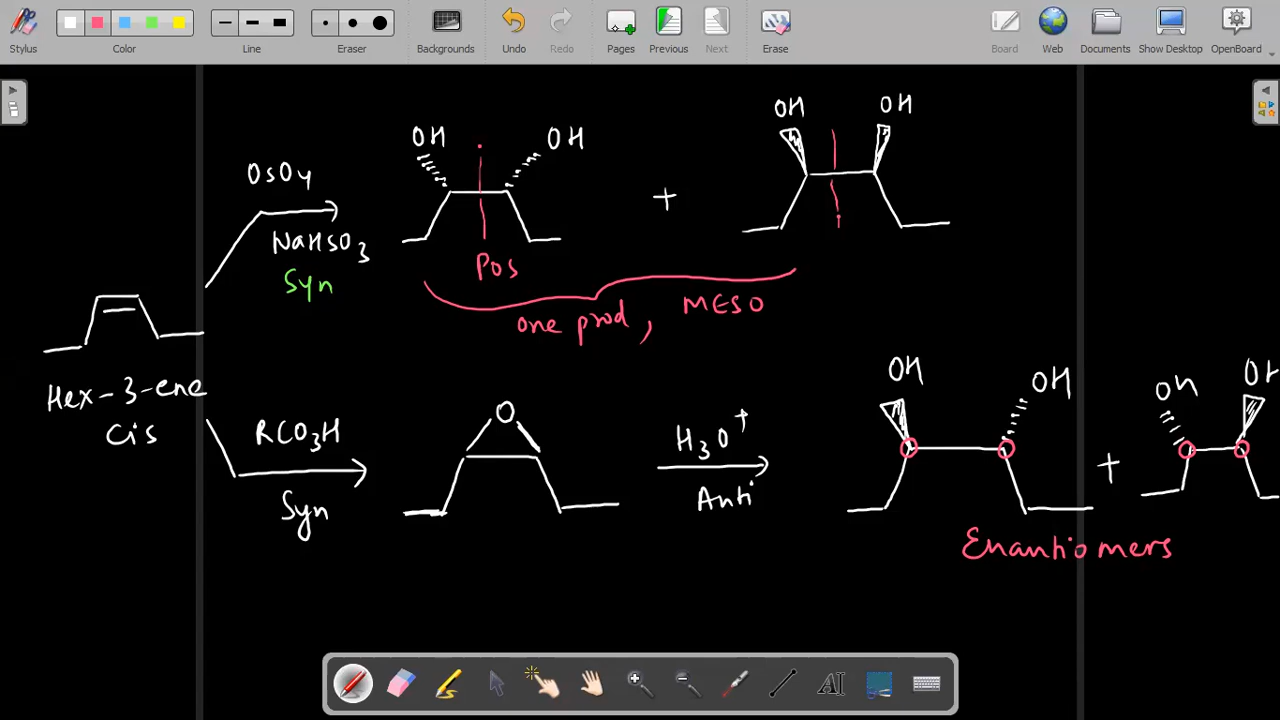 Stylus
Color
Line
Eraser
Backgrounds
Undo
Redo
Pages
Previous
Next
Erase
Board
Web
Documents
Show Desktop
OpenBoard
OH
OH
OH
OH
OsO4
NaHSO3
Syn
+
Pos
one prod, MESO
Hex-3-ene
cis
RCO3H
Syn
O
H3O+
Anti
OH
OH
+
OH
OH
Enantiomers
AI